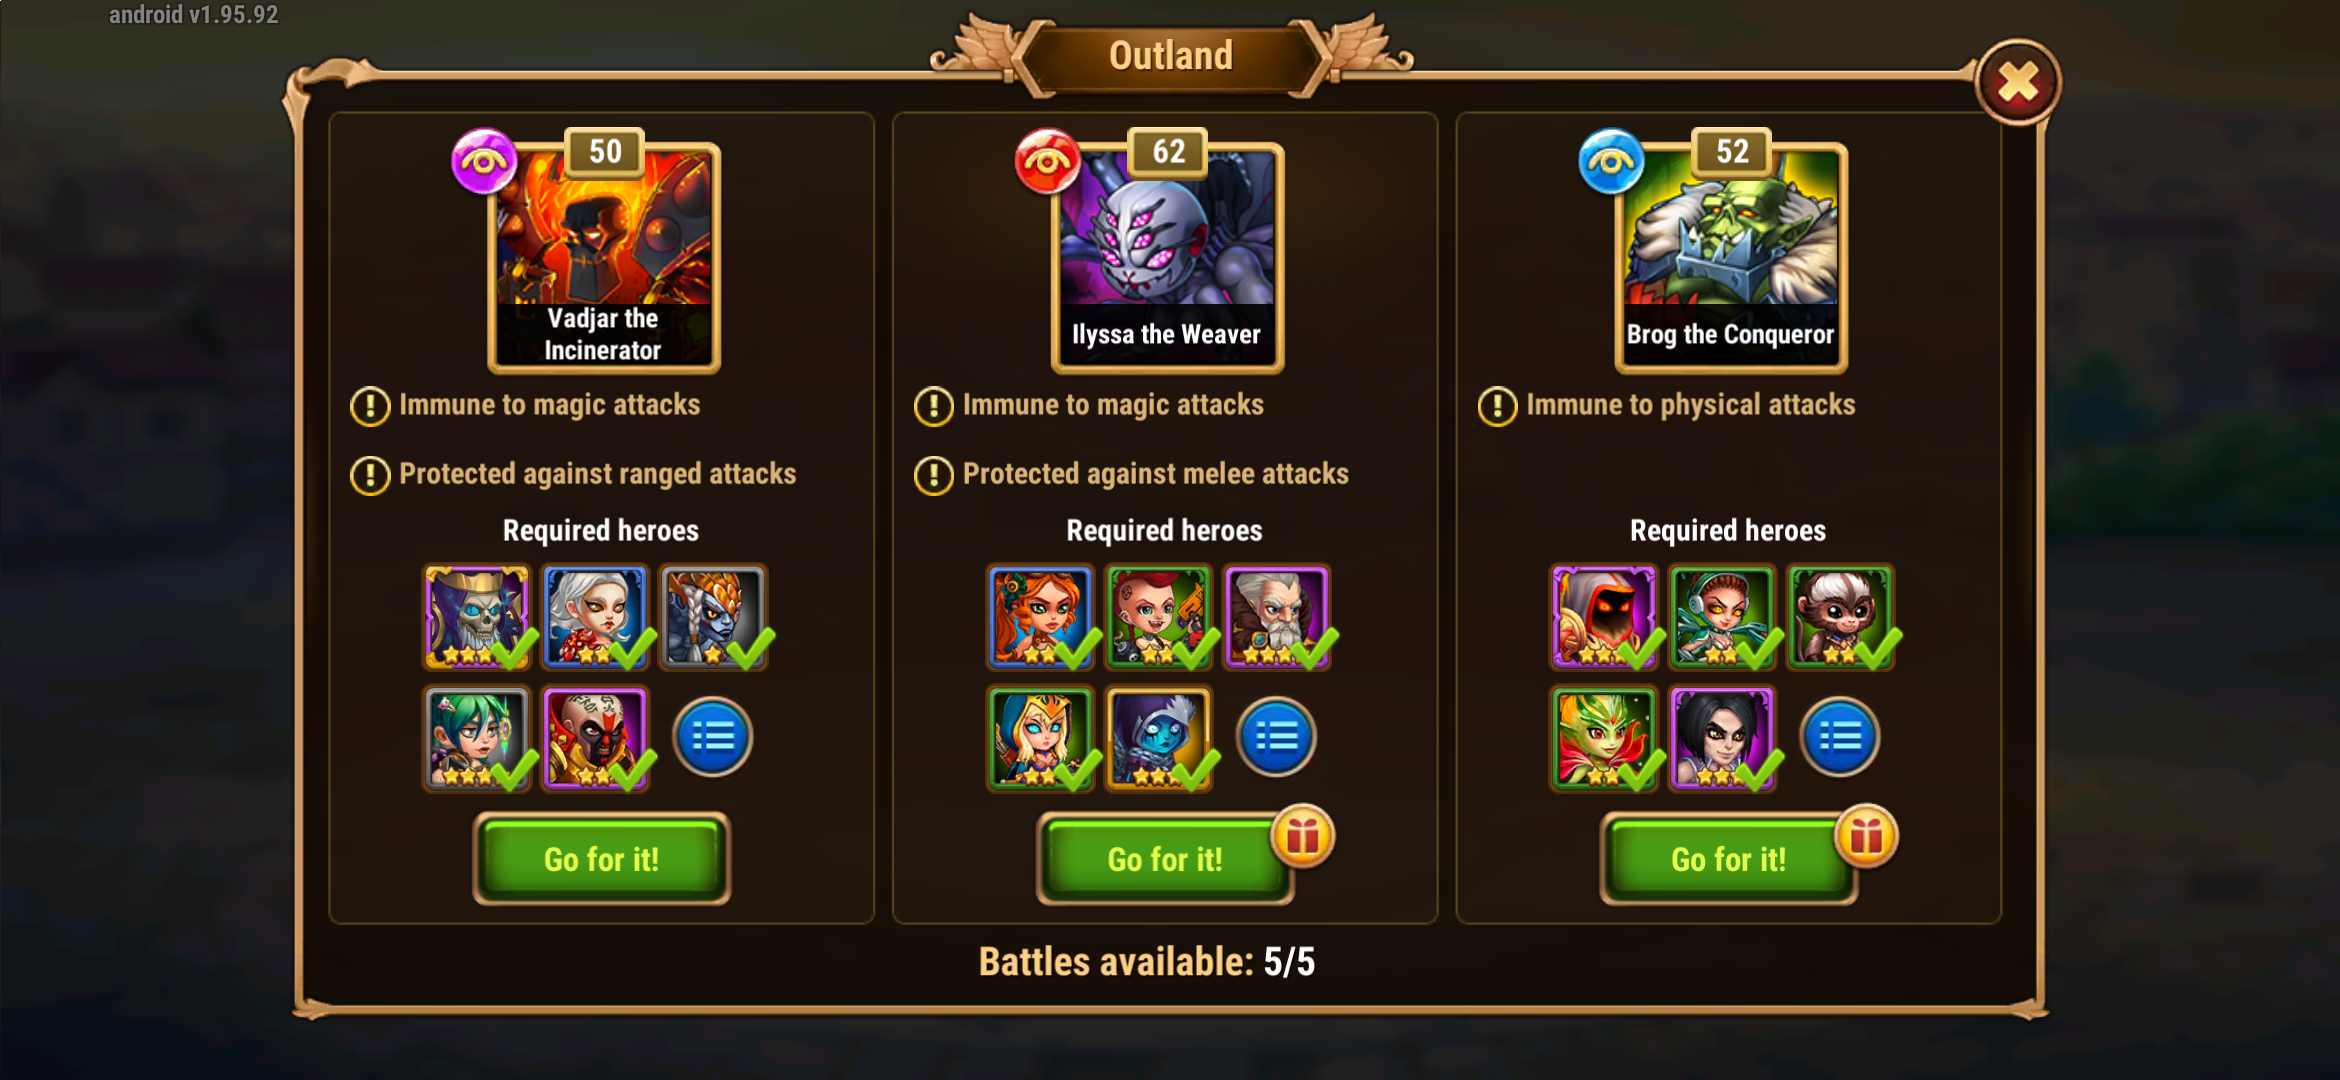 android v1.95.92
Outland
50
Vadjar the
Incinerator
Immune to magic attacks
Protected against ranged attacks
Required heroes
Go for it!
62
Ilyssa the Weaver
Immune to magic attacks
Protected against melee attacks
Required heroes
Go for it!
52
Brog the Conqueror
Immune to physical attacks
Required heroes
Go for it!
Battles available: 5/5